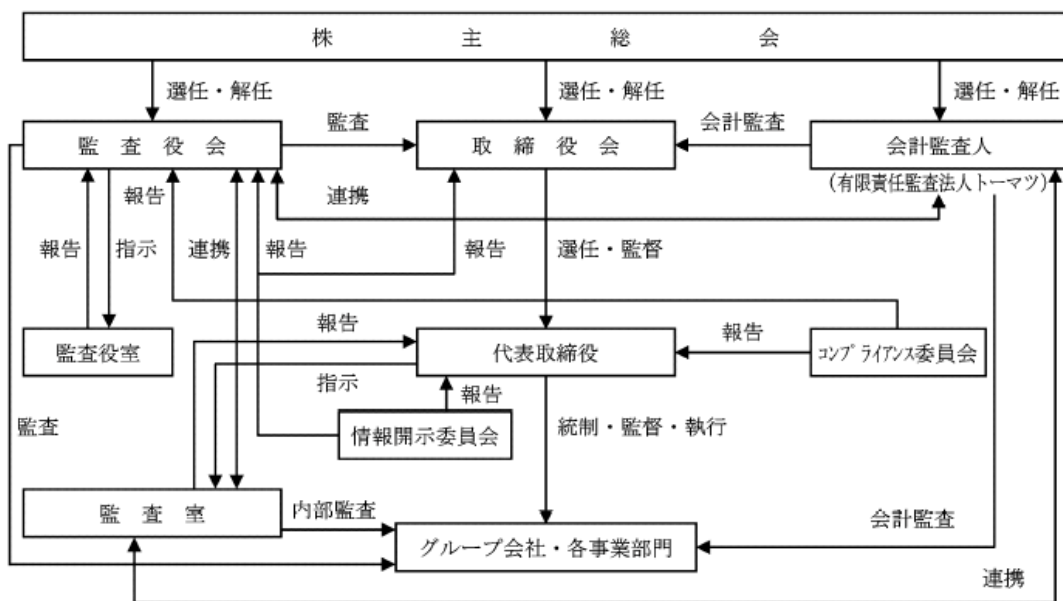 株主総会
選任・解任
選任・解任
選任・解任
監査役会
監査
取締役会
会計監査
会計監査人
(有限責任監査法人トーマツ)
報告
連携
報告
指示
連携
報告
報告
選任・監督
監査役室
報告
代表取締役
報告
コンプライアンス委員会
指示
報告
監査
情報開示委員会
統制・監督・執行
監査室
内部監査
グループ会社・各事業部門
会計監査
連携